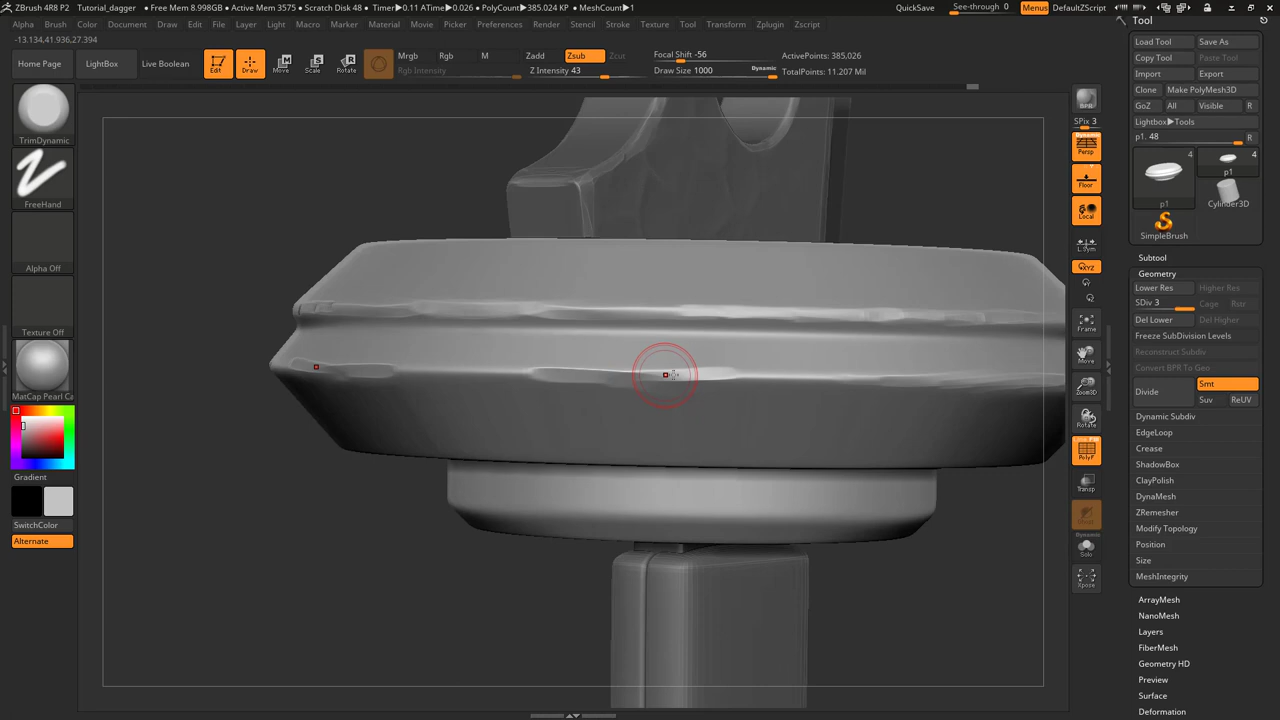 ZBrush 4R8 P2 Tutorial_dagger • Free Mem 8.998GB • Active Mem 3575 • Scratch Disk 48 • Timer▶0.11 ATime▶0.026 • PolyCount▶385.024 KP • MeshCount▶1 QuickSave See-through 0 Menus DefaultZScript
Alpha Brush Color Document Draw Edit File Layer Light Macro Marker Material Movie Picker Preferences Render Stencil Stroke Texture Tool Transform Zplugin Zscript
-13.134,41.936,27.394
Home Page LightBox Live Boolean Edit Draw Move Scale Rotate
Mrgb Rgb M Zadd Zsub Zcut Focal Shift -56 ActivePoints: 385,026
Rgb Intensity Z Intensity 43 Draw Size 1000 Dynamic TotalPoints: 11.207 Mil
TrimDynamic
FreeHand
Alpha Off
Texture Off
MatCap Pearl Ca
Gradient
SwitchColor
Alternate
BPR
SPix 3
Dynamic
Persp
Floor
Local
L.Sym
XYZ
Frame
Move
Zoom3D
Rotate
PolyF
Transp
Dynamic
Solo
Xpose
Tool
Load Tool Save As
Copy Tool Paste Tool
Import Export
Clone Make PolyMesh3D
GoZ All Visible R
Lightbox▶Tools
p1. 48 R
4 4
p1
p1 Cylinder3D
SimpleBrush
Subtool
Geometry
Lower Res Higher Res
SDiv 3 Cage Rstr
Del Lower Del Higher
Freeze SubDivision Levels
Reconstruct Subdiv
Convert BPR To Geo
Divide Smt
Suv ReUV
Dynamic Subdiv
EdgeLoop
Crease
ShadowBox
ClayPolish
DynaMesh
ZRemesher
Modify Topology
Position
Size
MeshIntegrity
ArrayMesh
NanoMesh
Layers
FiberMesh
Geometry HD
Preview
Surface
Deformation